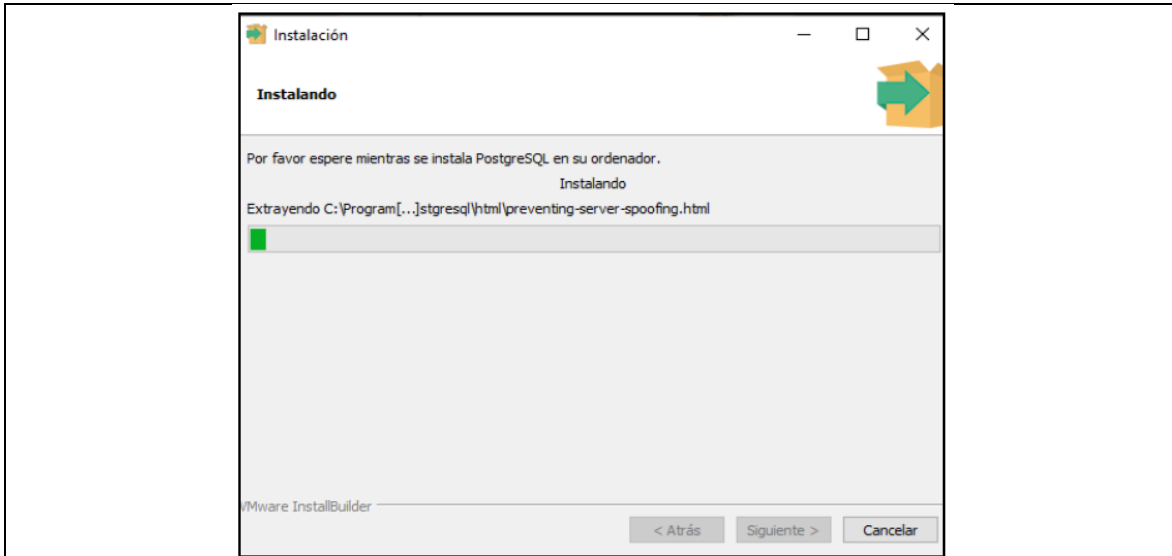 Instalación
Instalando
Por favor espere mientras se instala PostgreSQL en su ordenador.
Instalando
Extrayendo C:\Program[...]stgresql\html\preventing-server-spoofing.html
VMware InstallBuilder
< Atrás Siguiente > Cancelar